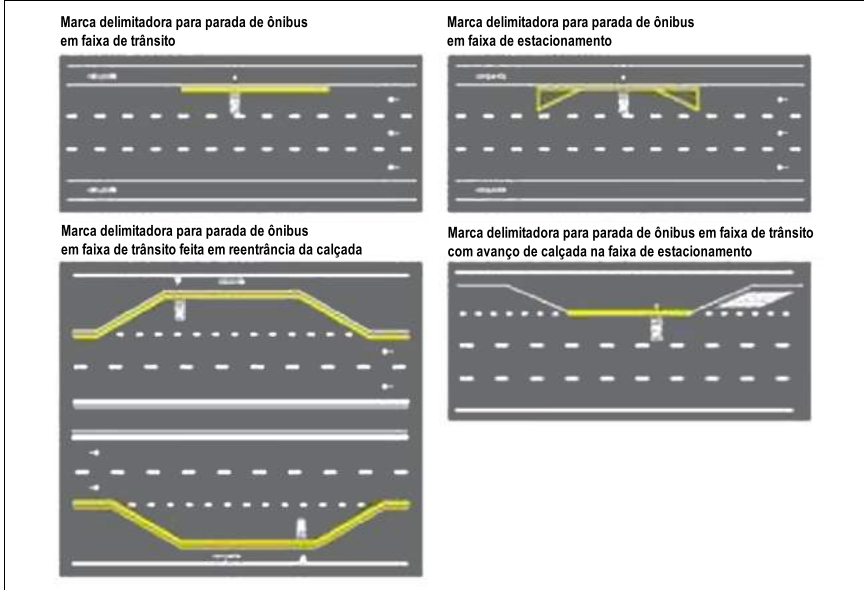 Marca delimitadora para parada de ônibus
em faixa de trânsito
Marca delimitadora para parada de ônibus
em faixa de estacionamento
Marca delimitadora para parada de ônibus
em faixa de trânsito feita em reentrância da calçada
Marca delimitadora para parada de ônibus em faixa de trânsito
com avanço de calçada na faixa de estacionamento